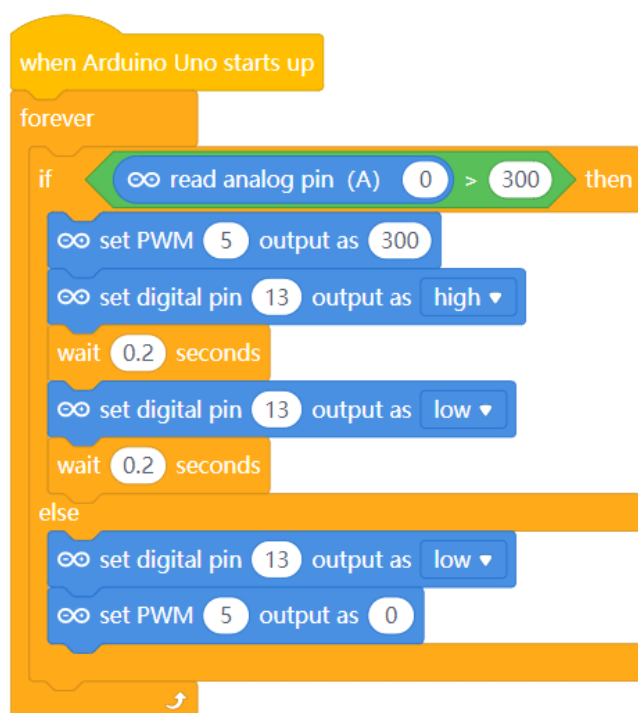 when Arduino Uno starts up
forever
if read analog pin (A) 0 > 300 then
set PWM 5 output as 300
set digital pin 13 output as high
wait 0.2 seconds
set digital pin 13 output as low
wait 0.2 seconds
else
set digital pin 13 output as low
set PWM 5 output as 0